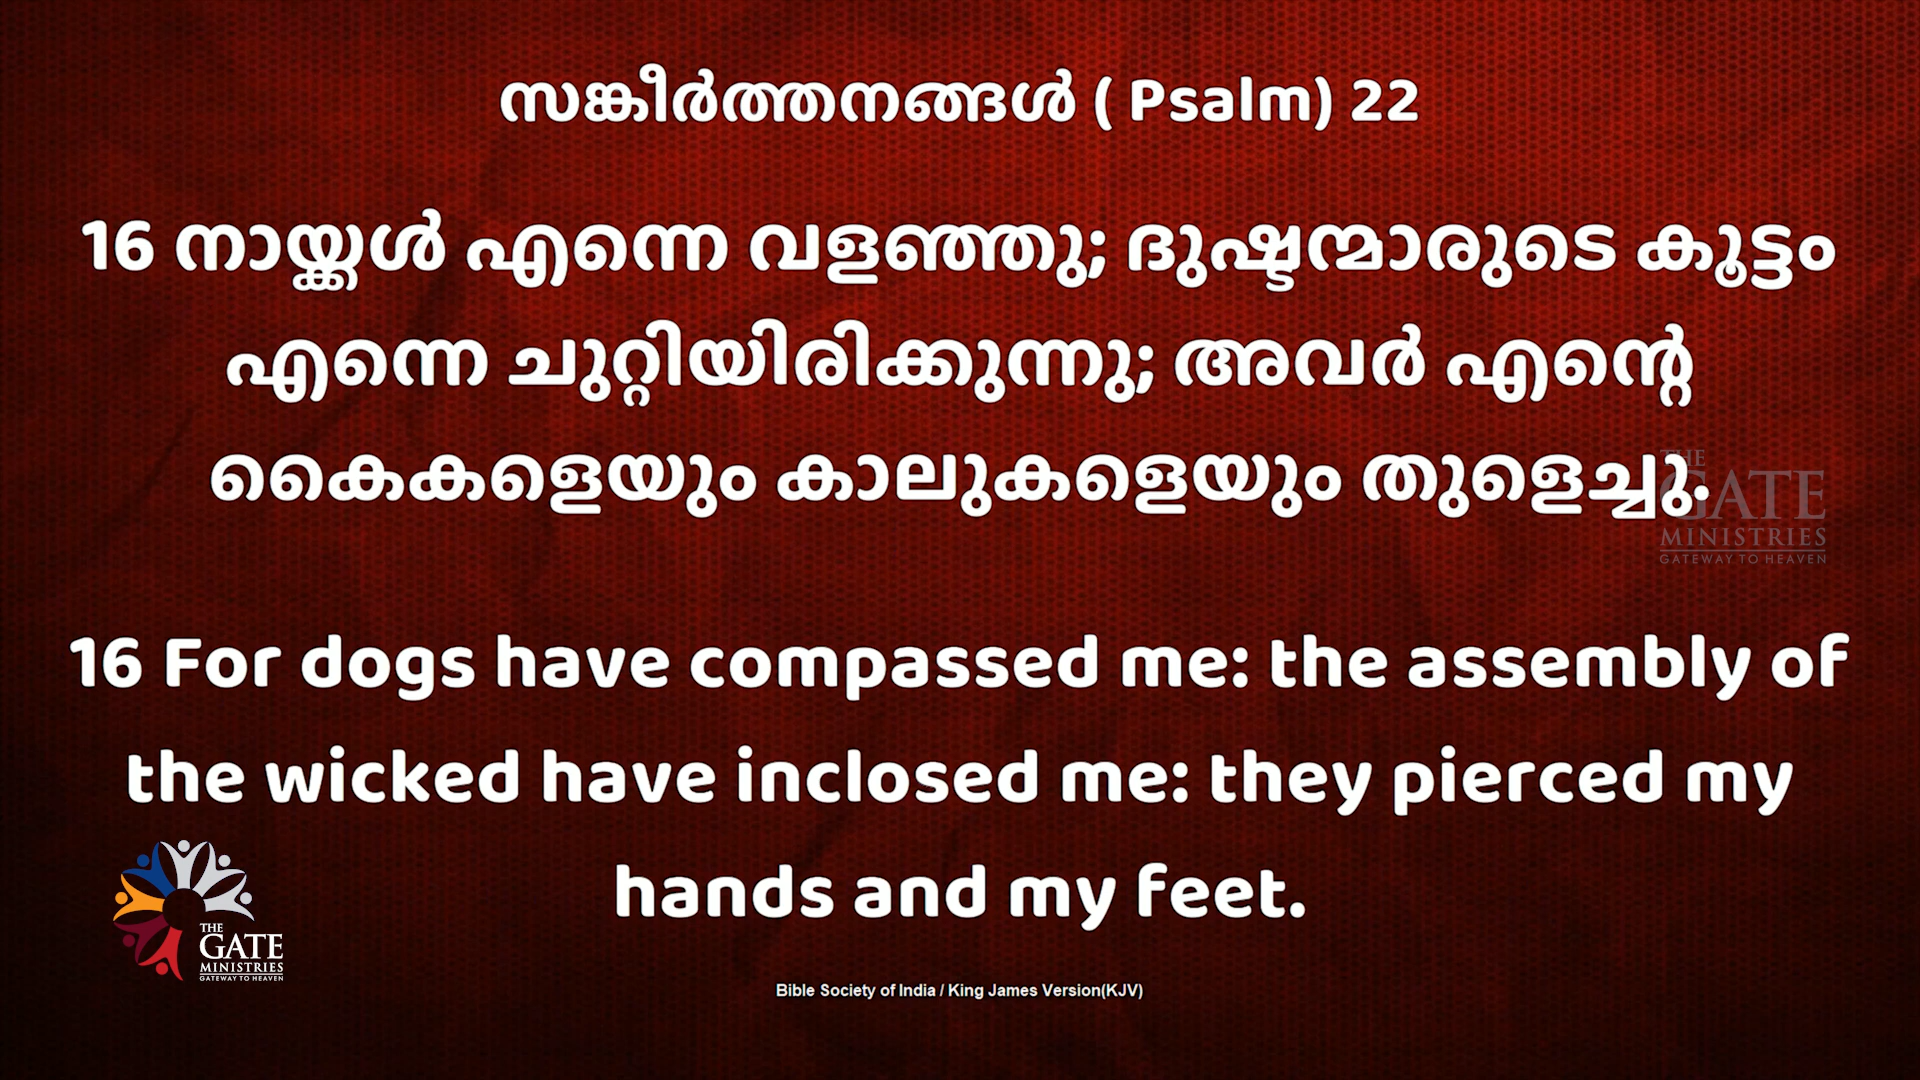 സങ്കീർത്തനങ്ങൾ ( Psalm) 22
16 നായ്ക്കൾ എന്നെ വളഞ്ഞു; ദുഷ്ടന്മാരുടെ കൂട്ടം
എന്നെ ചുറ്റിയിരിക്കുന്നു; അവർ എന്റെ
കൈകളെയും കാലുകളെയും തുളെച്ചു.
THE
GATE
MINISTRIES
GATEWAY TO HEAVEN
16 For dogs have compassed me: the assembly of
the wicked have inclosed me: they pierced my
hands and my feet.
THE
GATE
MINISTRIES
GATEWAY TO HEAVEN
Bible Society of India / King James Version(KJV)